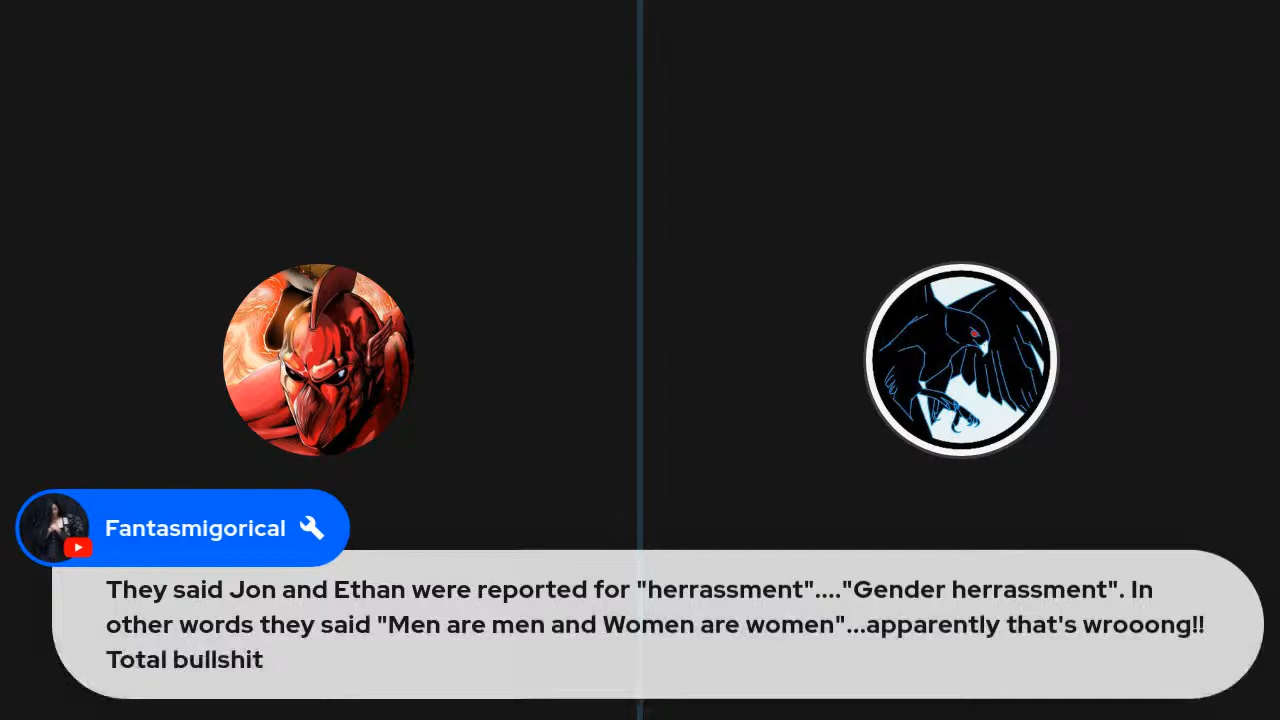 Fantasmigorical
They said Jon and Ethan were reported for "herrassment"...."Gender herrassment". In
other words they said "Men are men and Women are women"...apparently that's wrooong!!
Total bullshit